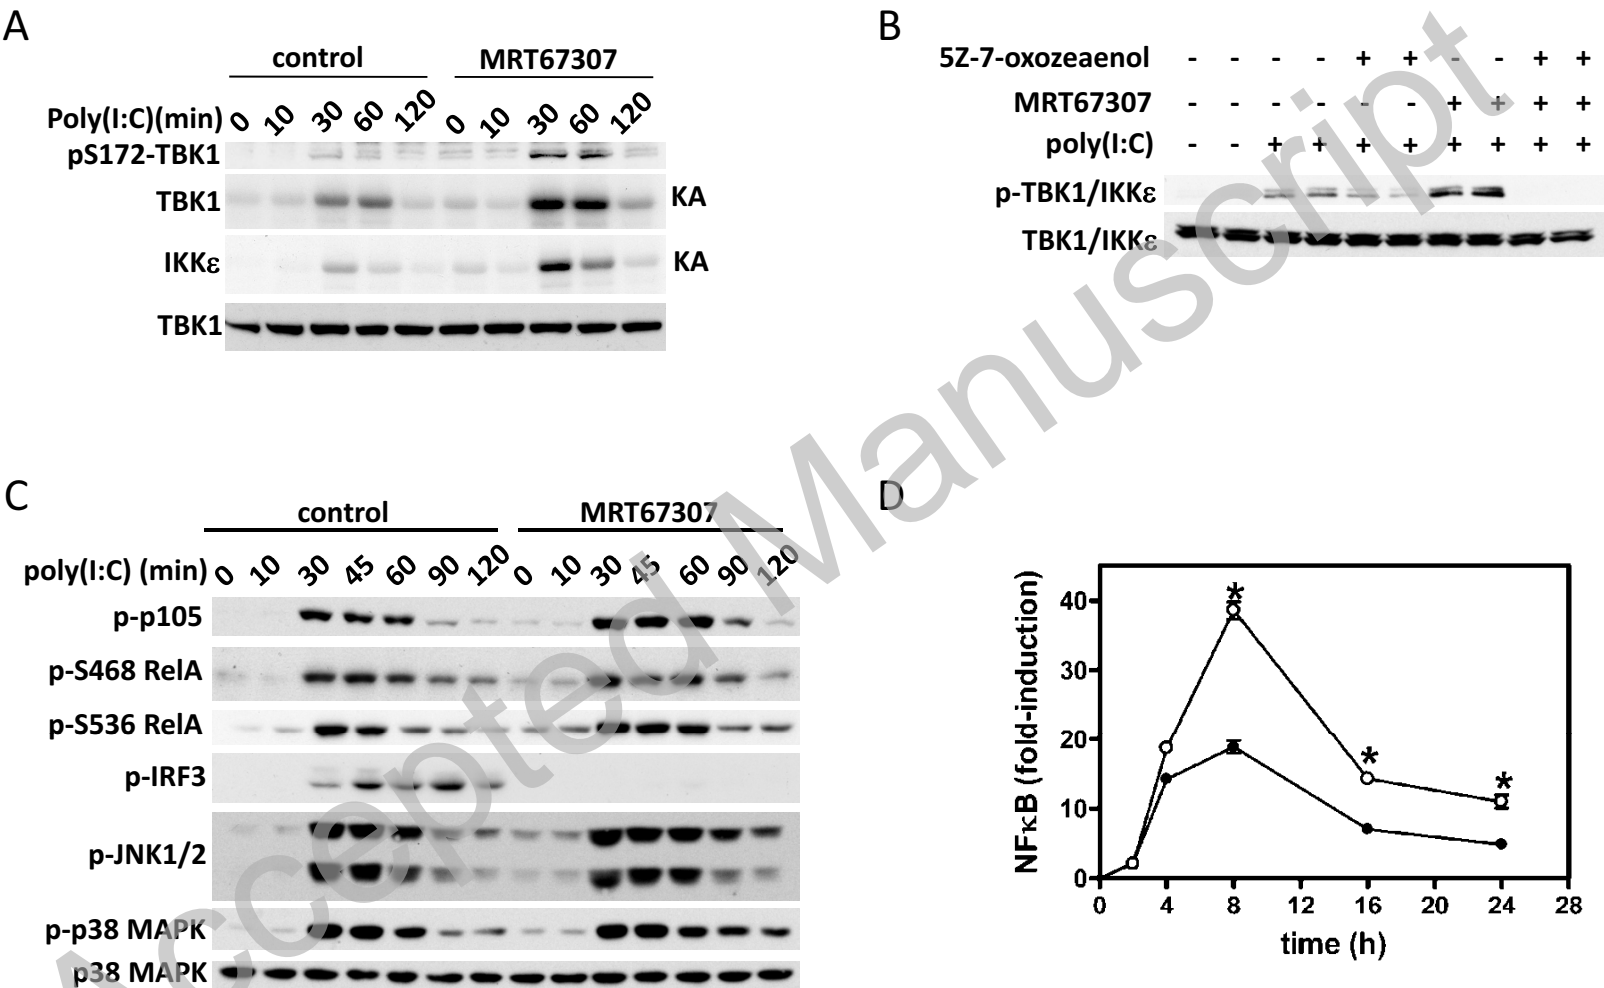 A
control MRT67307
Poly(I:C)(min) 0 10 30 60 120 0 10 30 60 120
pS172-TBK1
TBK1 KA
IKKε KA
TBK1
B
5Z-7-oxozeaenol - - - - + + - - + +
MRT67307 - - - - - - + + + +
poly(I:C) - - + + + + + + + +
p-TBK1/IKKε
TBK1/IKKε
C
control MRT67307
poly(I:C) (min) 0 10 30 45 60 90 120 0 10 30 45 60 90 120
p-p105
p-S468 RelA
p-S536 RelA
p-IRF3
p-JNK1/2
p-p38 MAPK
p38 MAPK
D
NFκB (fold-induction)
40
30
20
10
0
* * *
0 4 8 12 16 20 24 28
time (h)
Accepted Manuscript